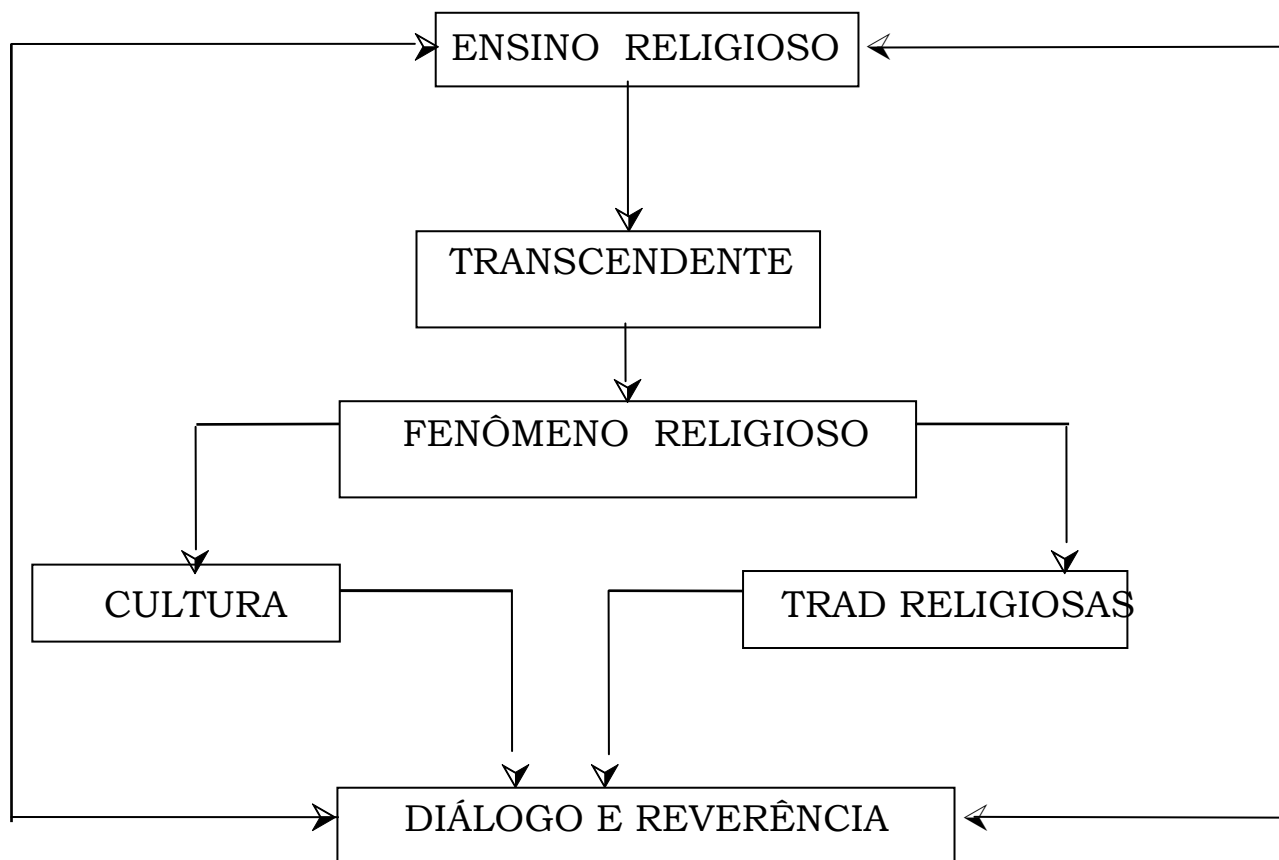 ENSINO RELIGIOSO
TRANSCENDENTE
FENÔMENO RELIGIOSO
CULTURA
TRAD RELIGIOSAS
DIÁLOGO E REVERÊNCIA